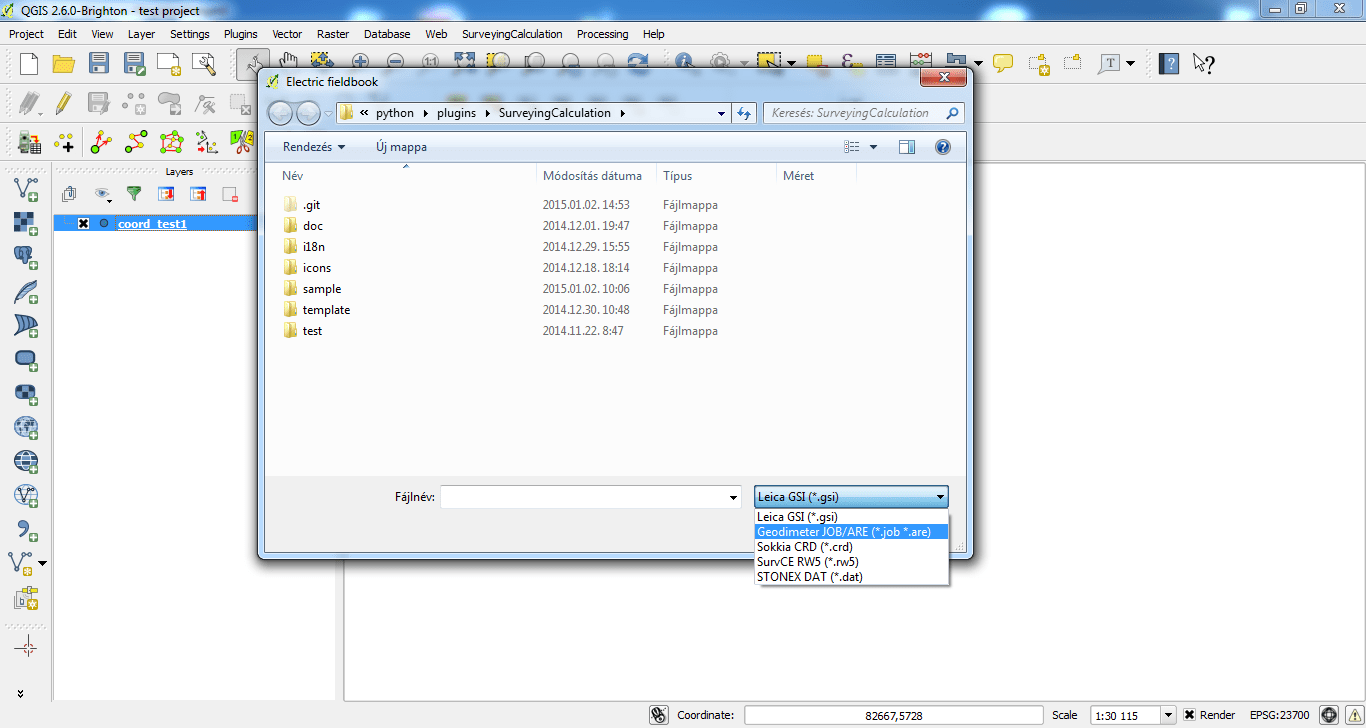 QGIS 2.6.0-Brighton - test project
Project Edit View Layer Settings Plugins Vector Raster Database Web SurveyingCalculation Processing Help
Electric fieldbook
« python plugins SurveyingCalculation Keresés: SurveyingCalculation
Rendezés Új mappa
Layers
coord_test1
Név Módosítás dátuma Típus Méret
.git 2015.01.02. 14:53 Fájlmappa
doc 2014.12.01. 19:47 Fájlmappa
i18n 2014.12.29. 15:55 Fájlmappa
icons 2014.12.18. 18:14 Fájlmappa
sample 2015.01.02. 10:06 Fájlmappa
template 2014.12.30. 10:48 Fájlmappa
test 2014.11.22. 8:47 Fájlmappa
Fájlnév: Leica GSI (*.gsi)
Leica GSI (*.gsi)
Geodimeter JOB/ARE (*.job *.are)
Sokkia CRD (*.crd)
SurvCE RW5 (*.rw5)
STONEX DAT (*.dat)
Coordinate: 82667,5728 Scale 1:30 115 Render EPSG:23700